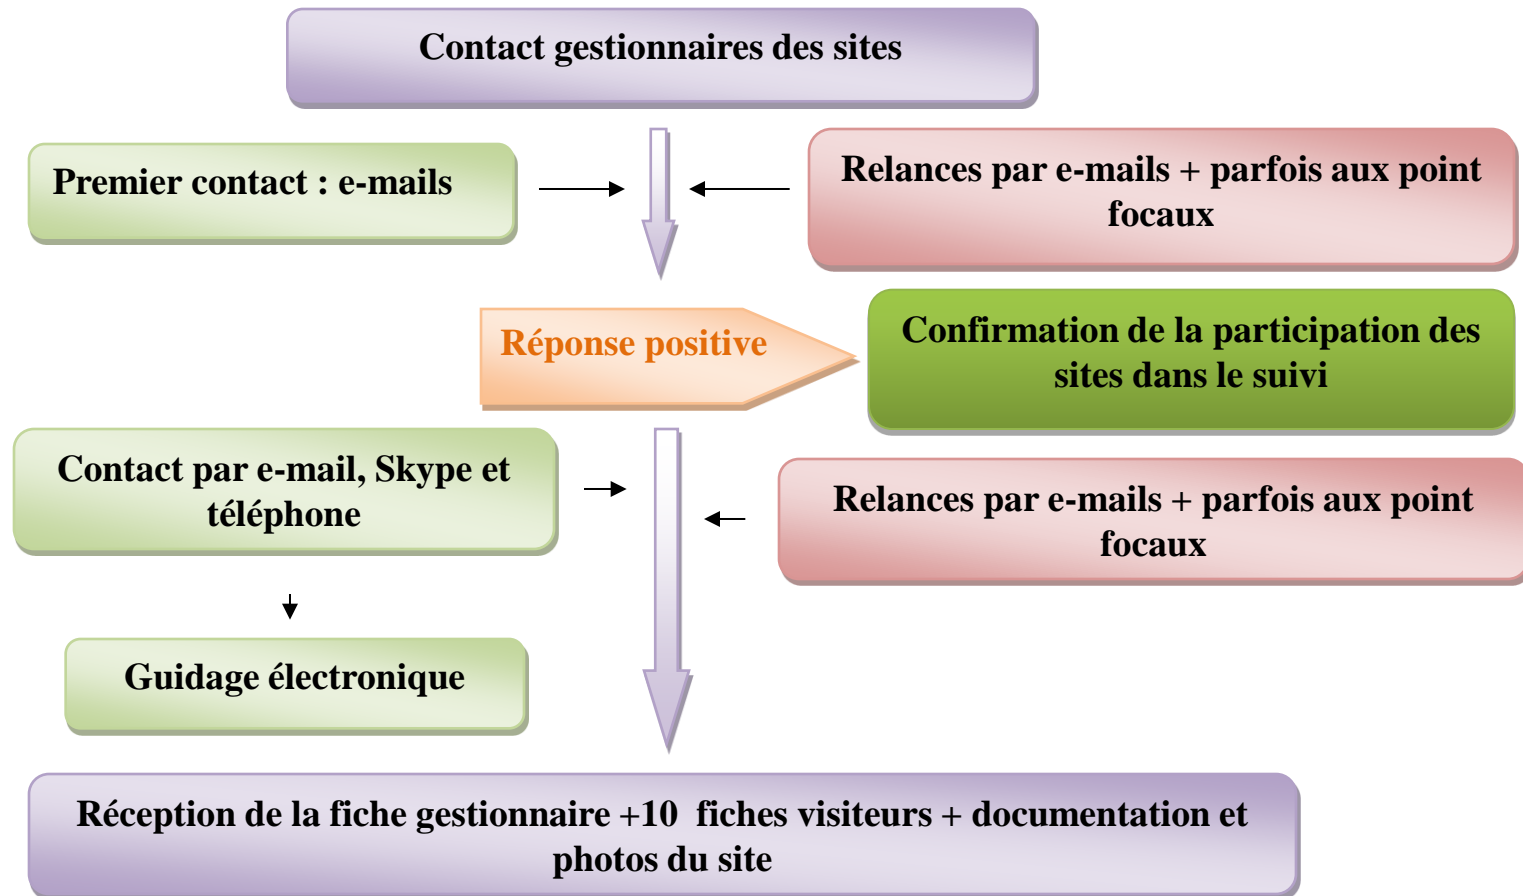 Contact gestionnaires des sites
Premier contact : e-mails
Relances par e-mails + parfois aux point
focaux
Réponse positive
Confirmation de la participation des
sites dans le suivi
Contact par e-mail, Skype et
téléphone
Relances par e-mails + parfois aux point
focaux
Guidage électronique
Réception de la fiche gestionnaire +10 fiches visiteurs + documentation et
photos du site